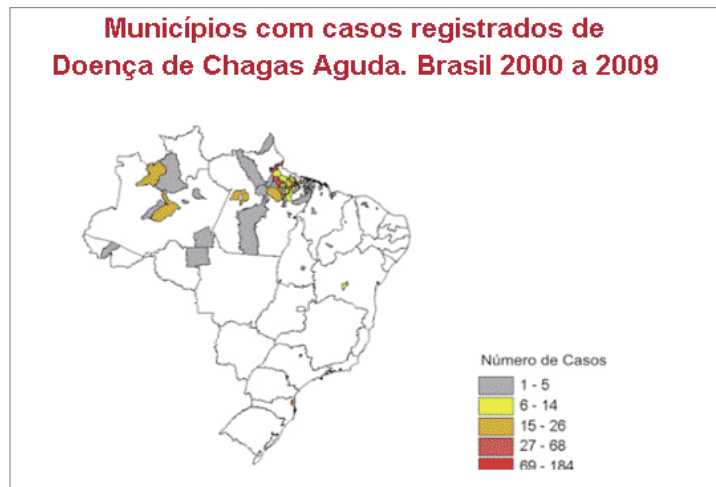 Municípios com casos registrados de
Doença de Chagas Aguda. Brasil 2000 a 2009
Número de Casos
1 - 5
6 - 14
15 - 26
27 - 68
69 - 184